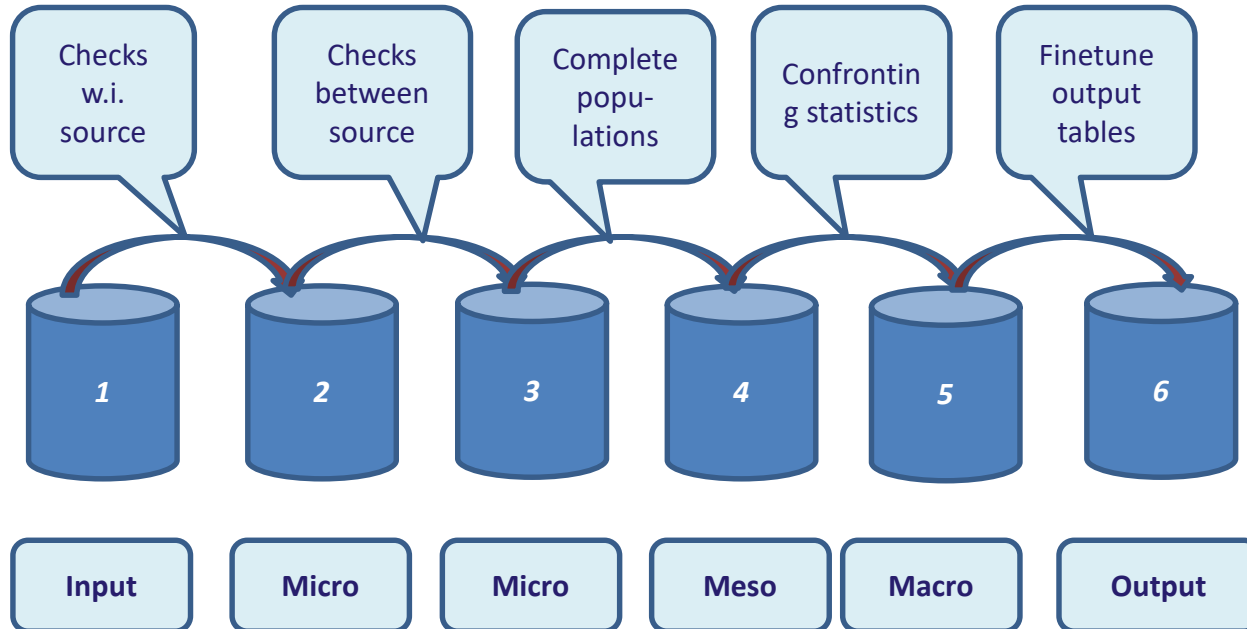 Checks
w.i.
source
Checks
between
source
Complete
popu-
lations
Confrontin
g statistics
Finetune
output
tables
1
2
3
4
5
6
Input
Micro
Micro
Meso
Macro
Output